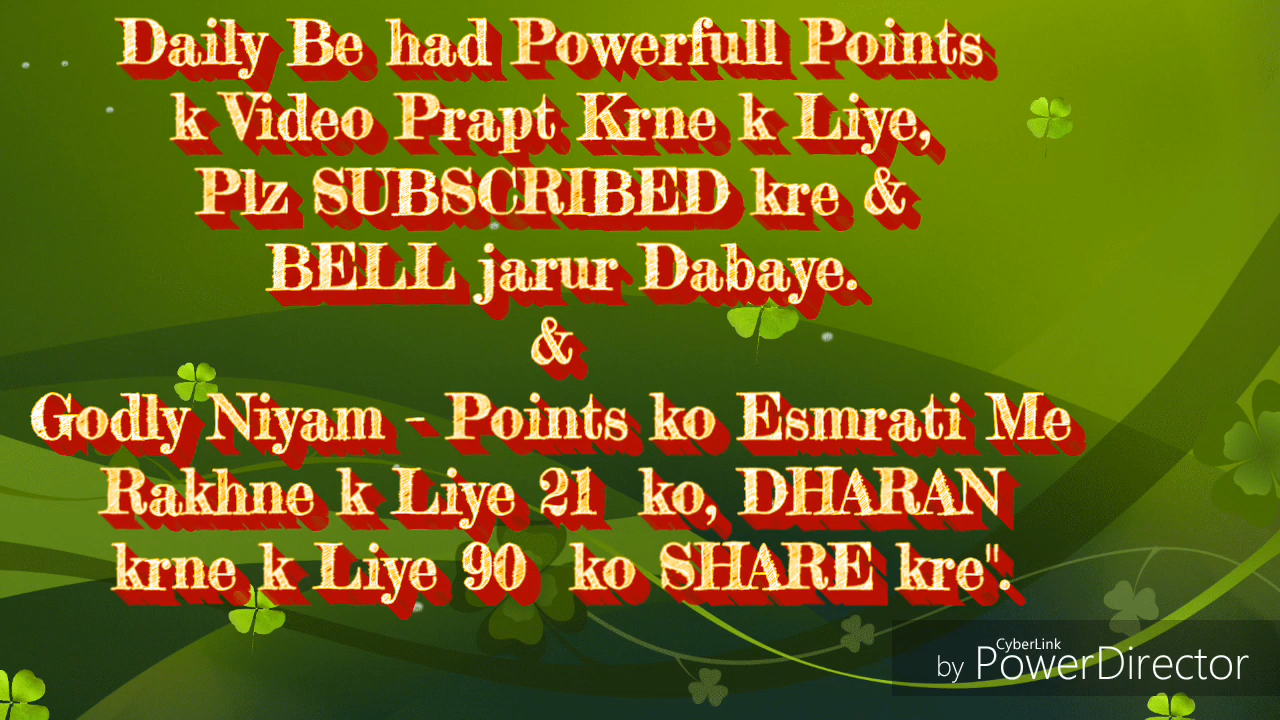 Daily Be had Powerfull Points
k Video Prapt Krne k Liye,
Plz SUBSCRIBED kre &
BELL jarur Dabaye.
&
Godly Niyam - Points ko Esmrati Me
Rakhne k Liye 21 ko, DHARAN
krne k Liye 90 ko SHARE kre".
by CyberLink PowerDirector